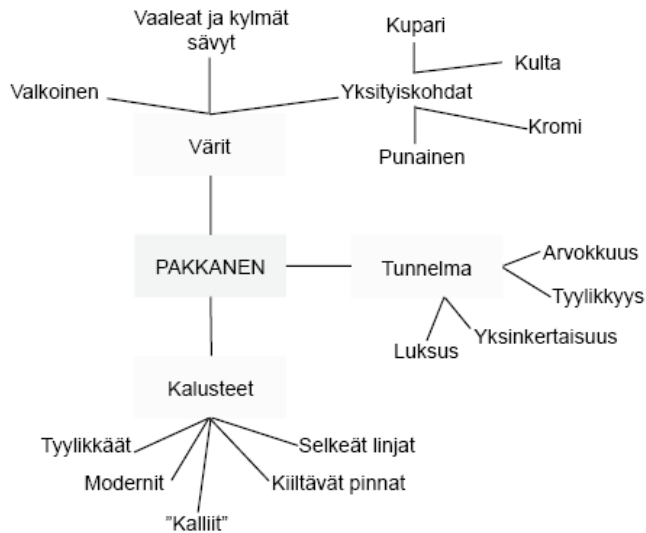 Vaaleat ja kylmät
sävyt
Kupari
Kulta
Valkoinen
Yksityiskohdat
Kromi
Värit
Punainen
PAKKANEN
Tunnelma
Arvokkuus
Tyylikkyys
Yksinkertaisuus
Luksus
Kalusteet
Tyylikkäät
Selkeät linjat
Modernit
Kiiltävät pinnat
”Kalliit”